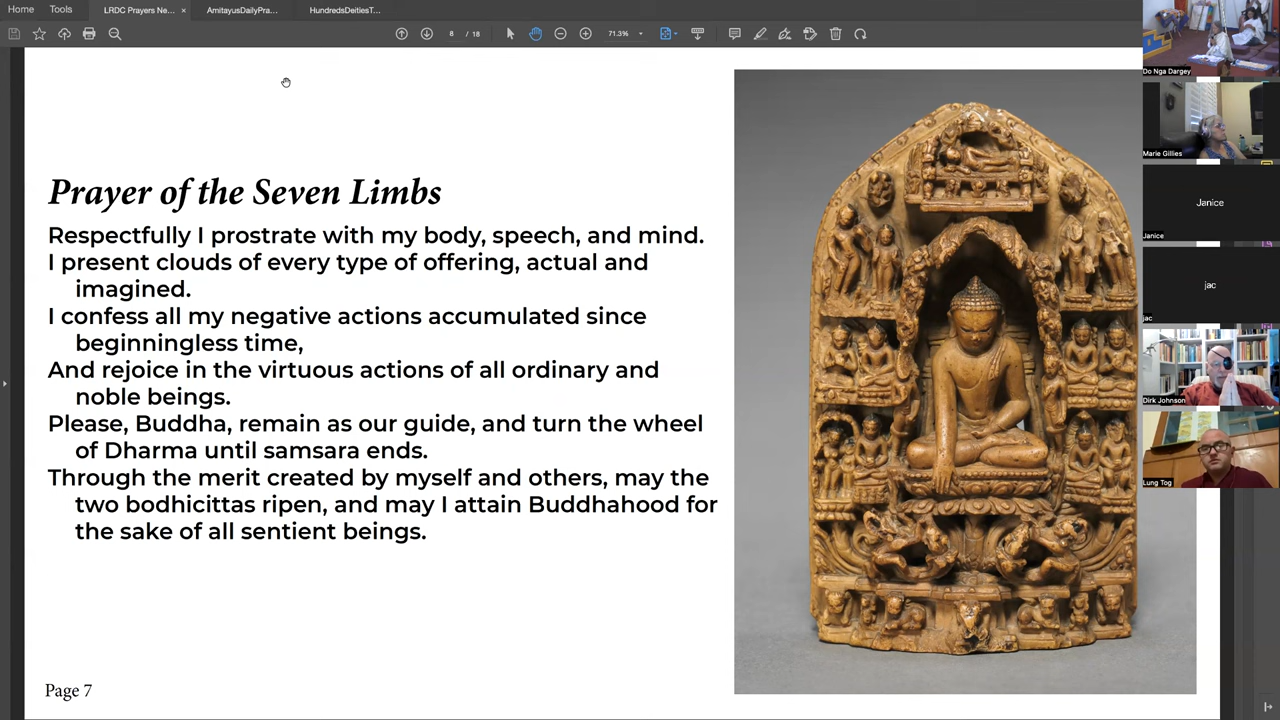 Home
Tools
LRDC Prayers Ne...
AmitayusDailyPra...
HundredsDeitiesT...
8 / 18
71.3%
Prayer of the Seven Limbs
Respectfully I prostrate with my body, speech, and mind.
I present clouds of every type of offering, actual and
imagined.
I confess all my negative actions accumulated since
beginningless time,
And rejoice in the virtuous actions of all ordinary and
noble beings.
Please, Buddha, remain as our guide, and turn the wheel
of Dharma until samsara ends.
Through the merit created by myself and others, may the
two bodhicittas ripen, and may I attain Buddhahood for
the sake of all sentient beings.
Page 7
Do Nga Dargey
Marie Gillies
Janice
Janice
jac
jac
Dirk Johnson
Lung Tog